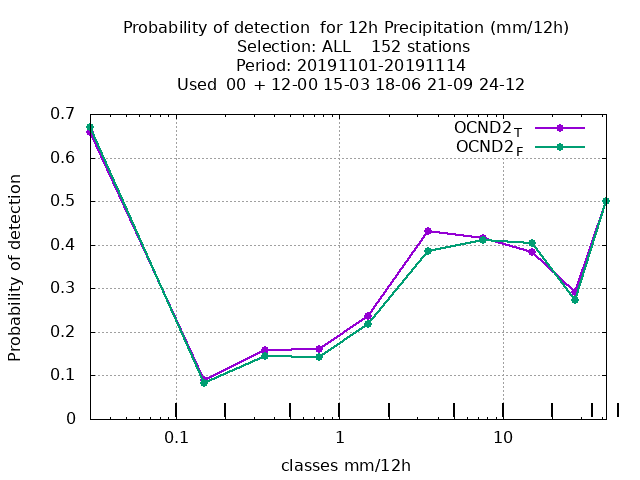 Probability of detection  for 12h Precipitation (mm/12h)
Selection: ALL    152 stations
Period: 20191101-20191114
Used  00 + 12-00 15-03 18-06 21-09 24-12
OCND2T
OCND2F
Probability of detection
0.7
0.6
0.5
0.4
0.3
0.2
0.1
0
0.1 1 10
classes mm/12h